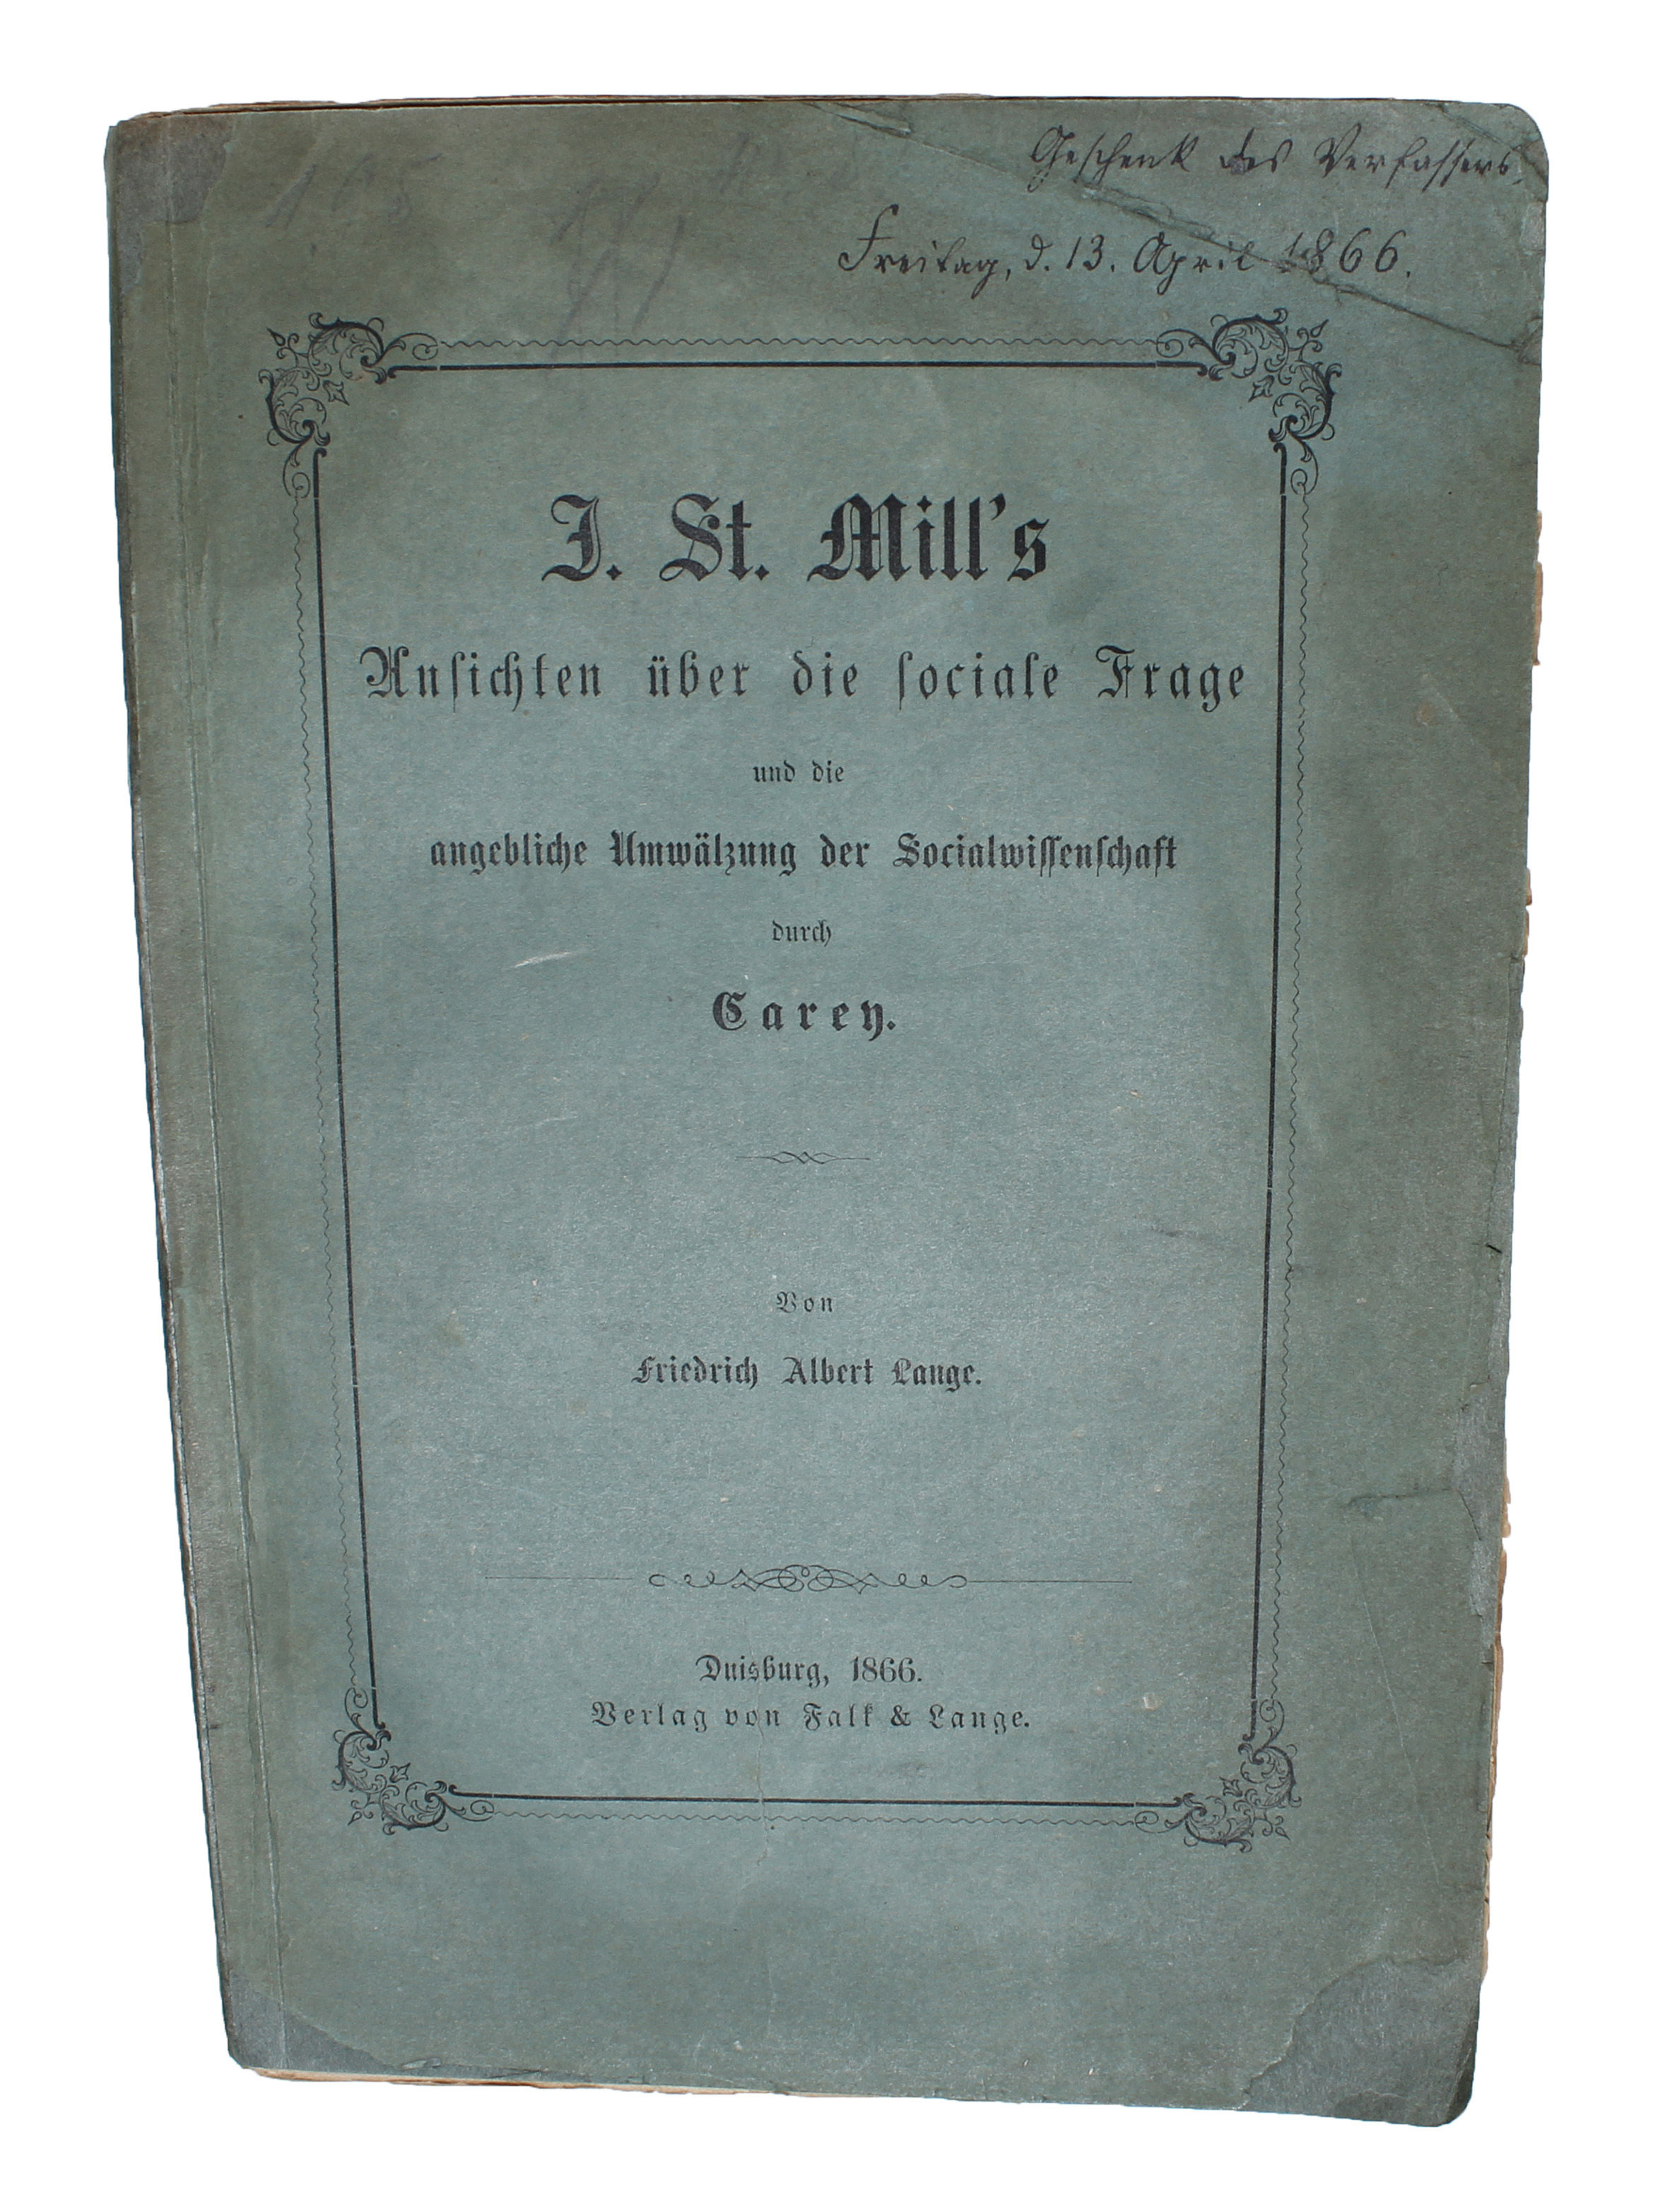 Geschenk des Verfassers.
Freitag, d. 13. April 1866.
J. St. Mill's
Anſichten über die ſociale Frage
und die
angebliche Umwälzung der Socialwiſſenſchaft
durch
Carey.
Von
Friedrich Albert Lange.
Duisburg, 1866.
Verlag von Falk & Lange.